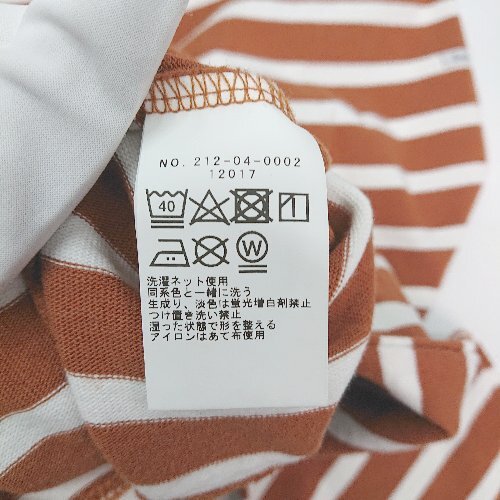 NO. 212-04-0002
12017
40
W
洗濯ネット使用
同系色と一緒に洗う
生成り、淡色は蛍光増白剤禁止
つけ置き洗い禁止
湿った状態で形を整える
アイロンはあて布使用